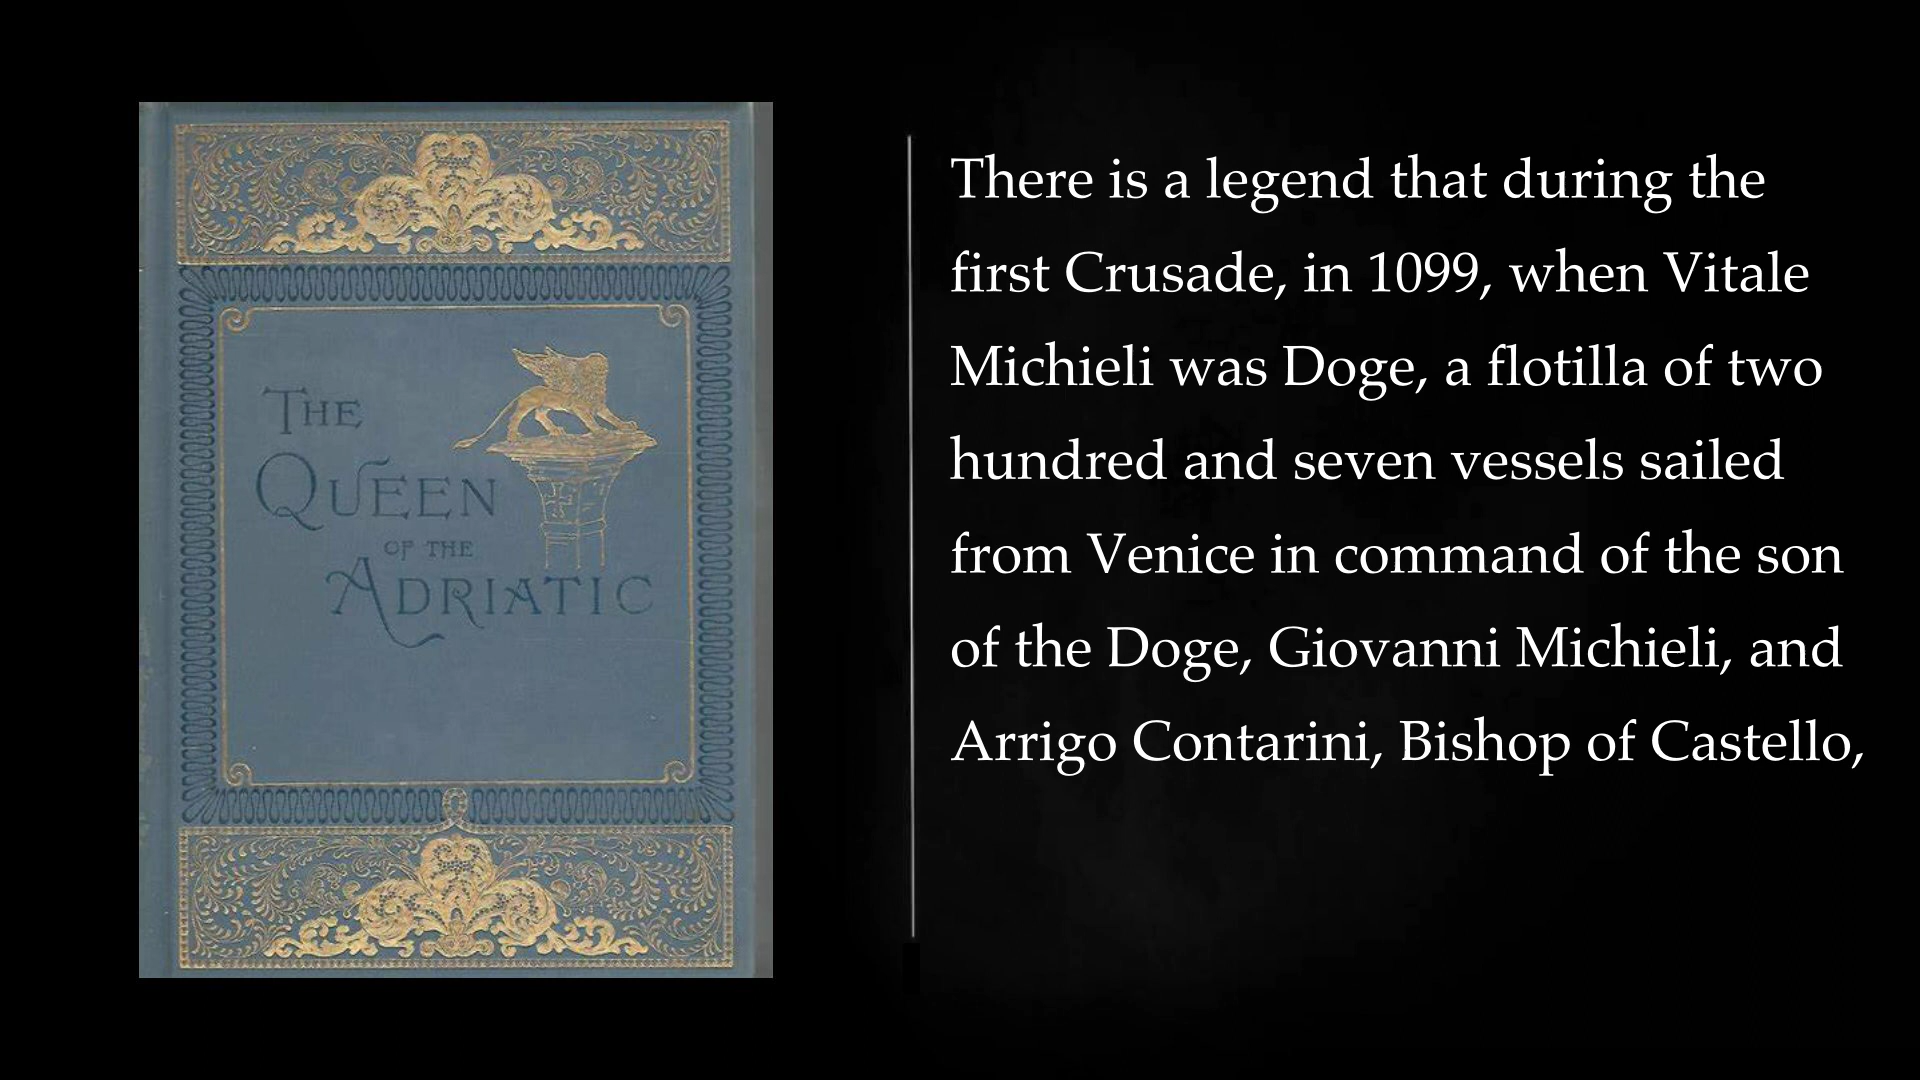 THE
QUEEN
OF THE
ADRIATIC
There is a legend that during the
first Crusade, in 1099, when Vitale
Michieli was Doge, a flotilla of two
hundred and seven vessels sailed
from Venice in command of the son
of the Doge, Giovanni Michieli, and
Arrigo Contarini, Bishop of Castello,